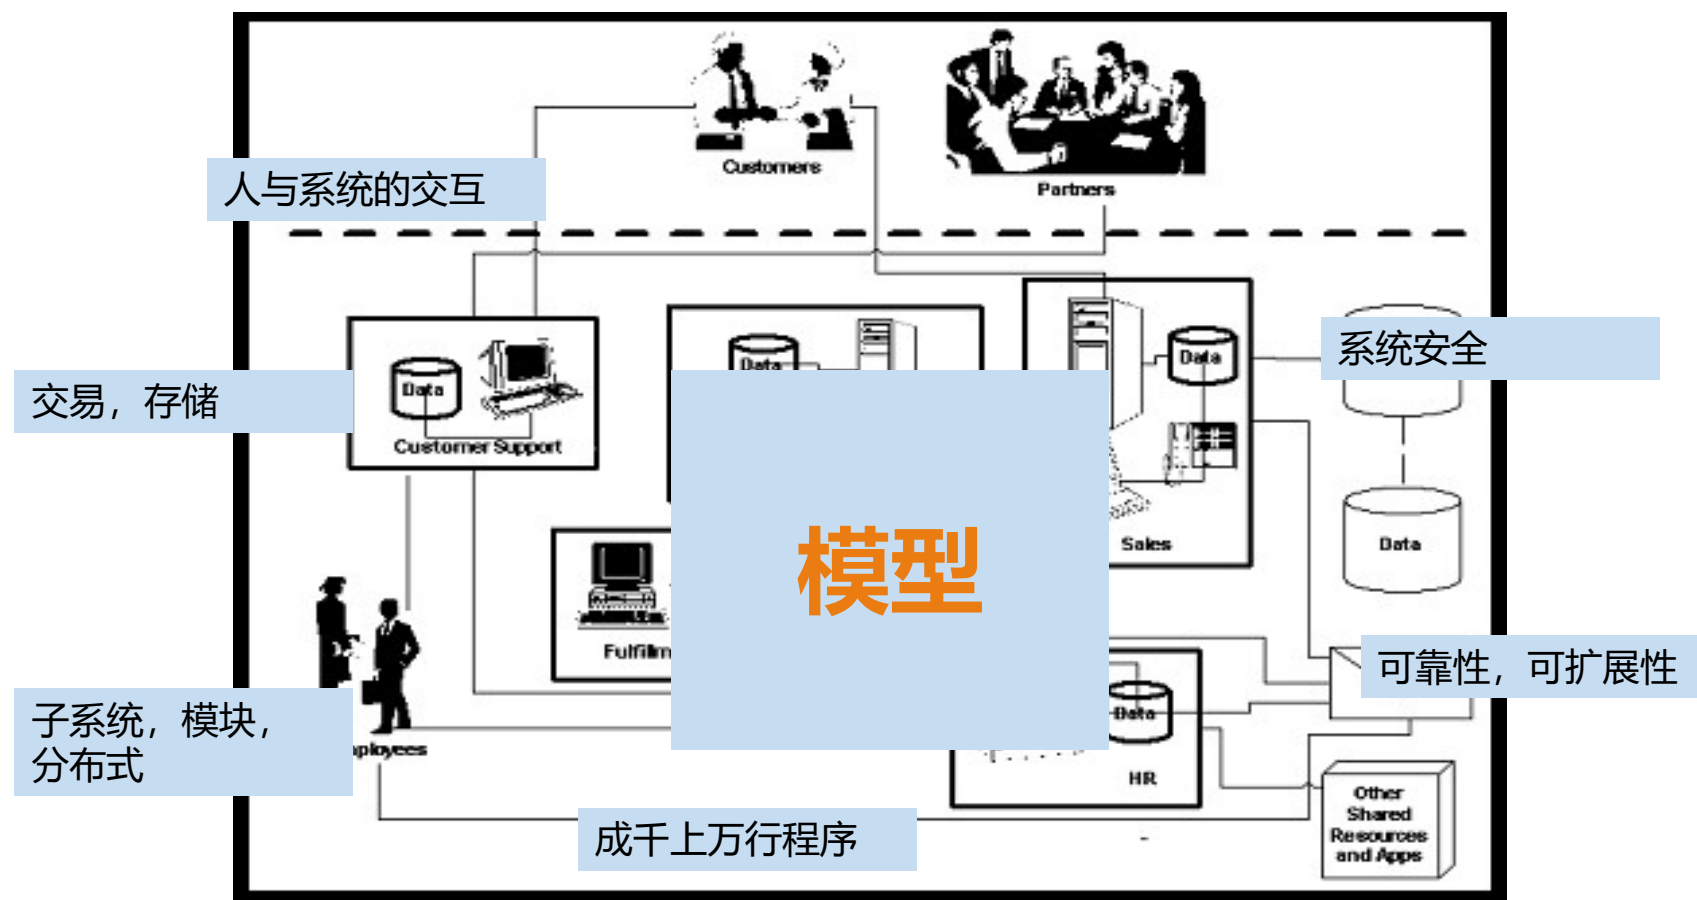 Customers
Partners
人与系统的交互
系统安全
Data
Data
Data
交易，存储
Customer Support
模型
Sales
Data
Fulfillm
可靠性，可扩展性
子系统，模块，
分布式
Data
ployees
HR
Other
Shared
Resources
and Apps
成千上万行程序